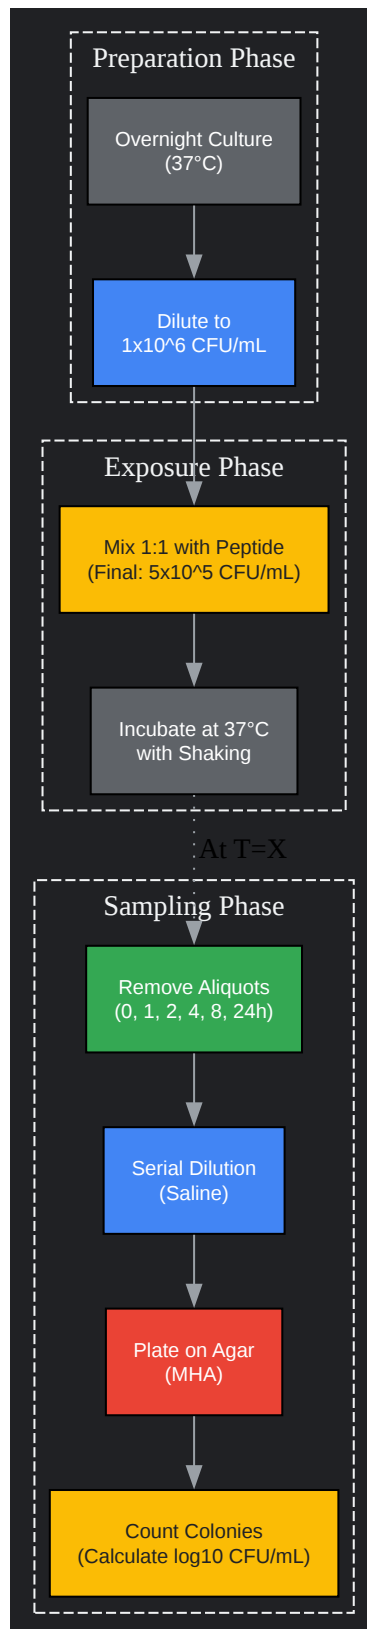 Preparation Phase
Overnight Culture
(37°C)
Dilute to
1x10^6 CFU/mL
Exposure Phase
Mix 1:1 with Peptide
(Final: 5x10^5 CFU/mL)
Incubate at 37°C
with Shaking
At T=X
Sampling Phase
Remove Aliquots
(0, 1, 2, 4, 8, 24h)
Serial Dilution
(Saline)
Plate on Agar
(MHA)
Count Colonies
(Calculate log10 CFU/mL)